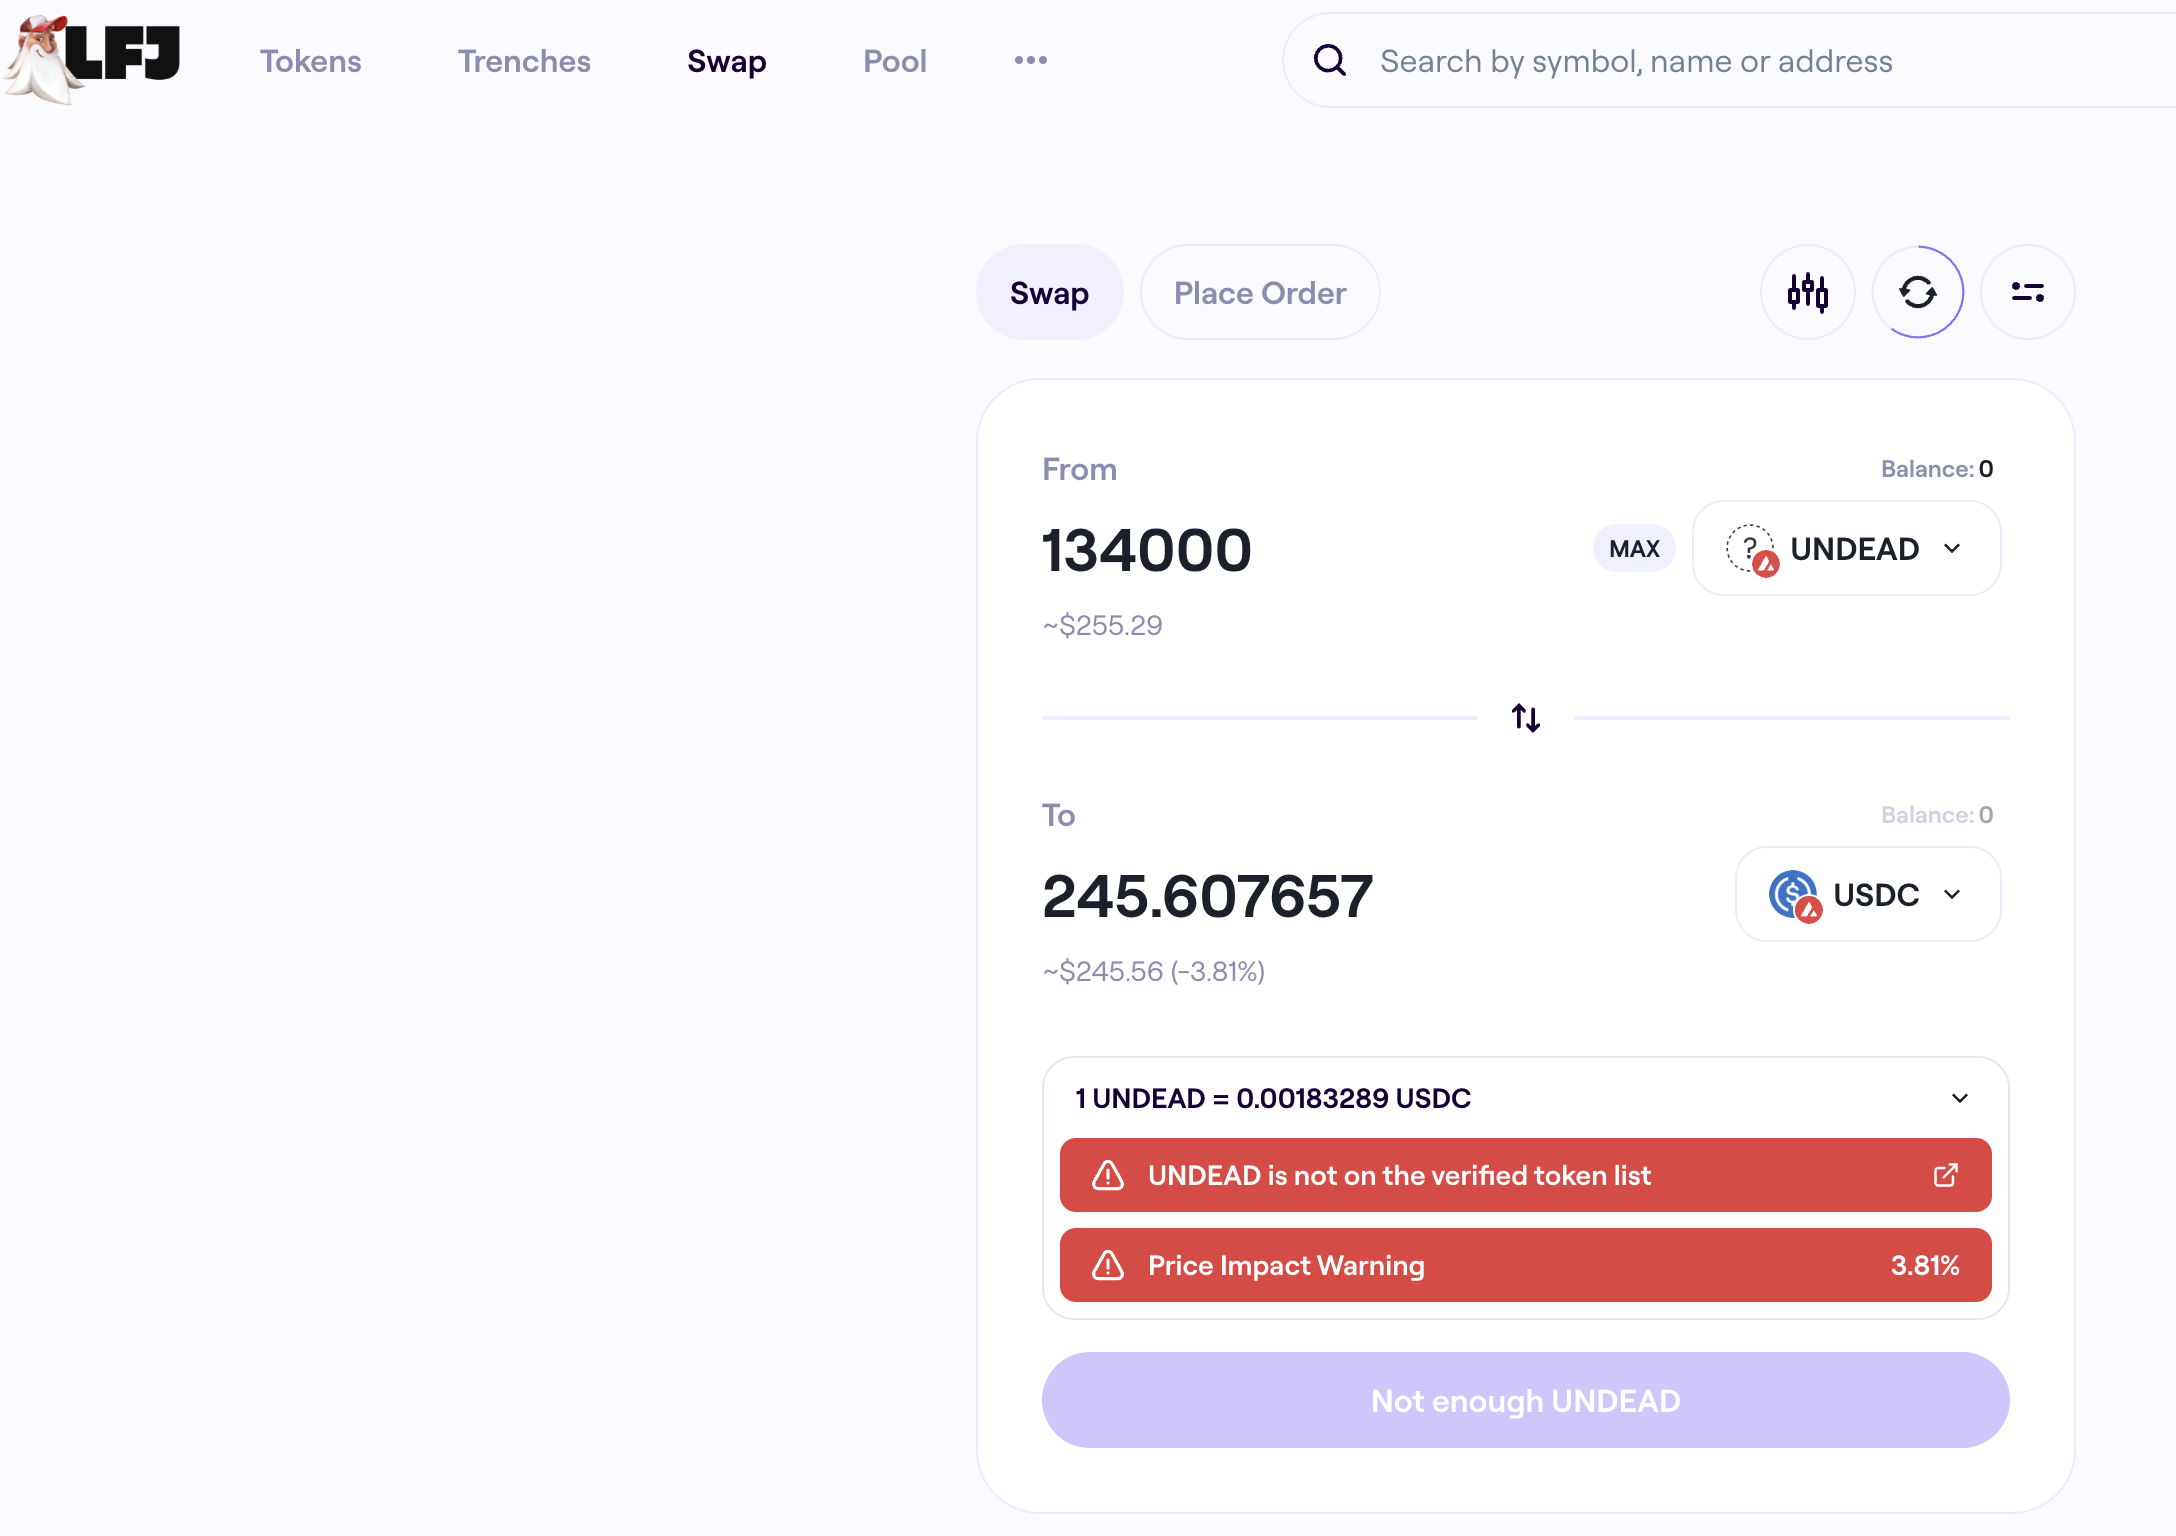 LFJ
Tokens Trenches Swap Pool
Search by symbol, name or address
Swap Place Order
From Balance: 0
134000 MAX ? UNDEAD
~$255.29
To Balance: 0
245.607657 USDC
~$245.56 (-3.81%)
1 UNDEAD = 0.00183289 USDC
UNDEAD is not on the verified token list
Price Impact Warning 3.81%
Not enough UNDEAD